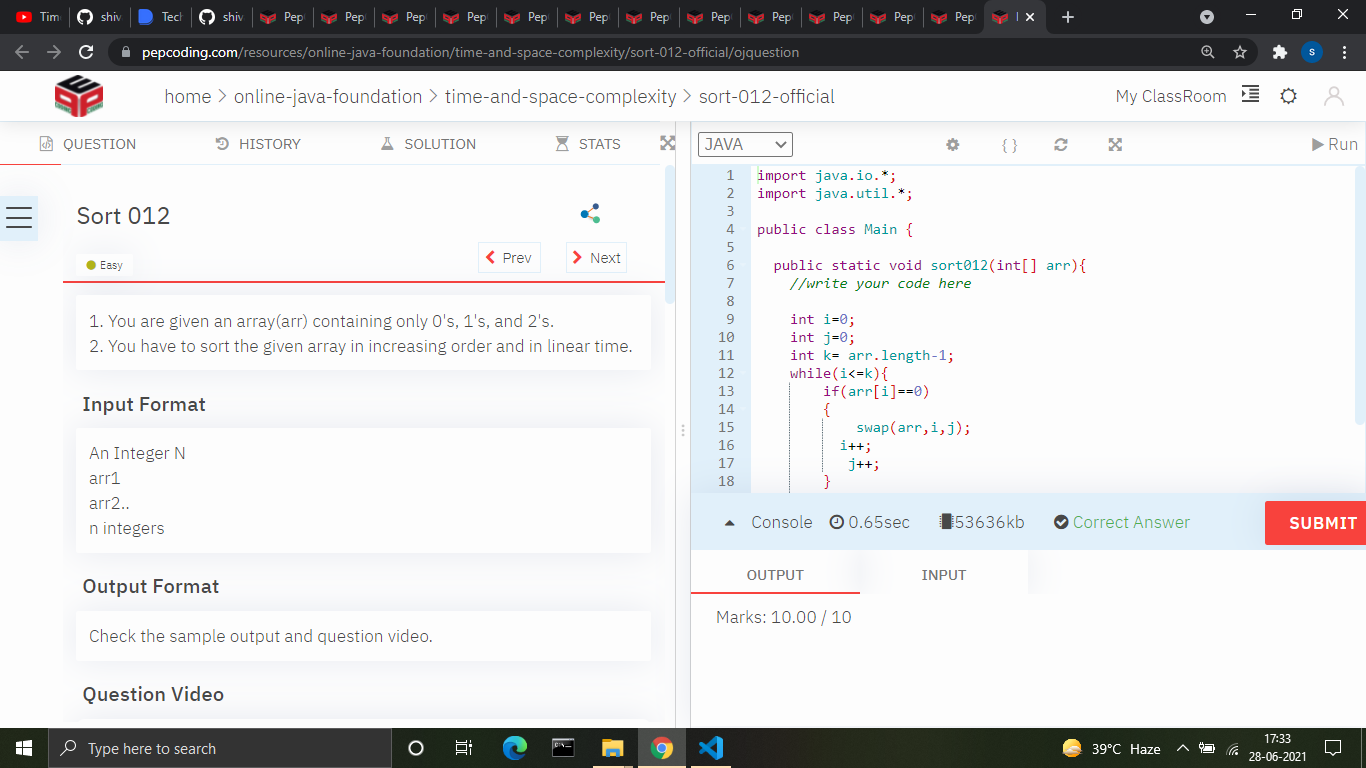 Time
shiv
Tech
shiv
Pep
Pep
Pep
Pep
Pep
Pep
Pep
Pep
Pep
Pep
Pep
Pep
pepcoding.com/resources/online-java-foundation/time-and-space-complexity/sort-012-official/ojquestion
S
home > online-java-foundation > time-and-space-complexity > sort-012-official
My ClassRoom
QUESTION HISTORY SOLUTION STATS
Sort 012
Easy
Prev Next
1. You are given an array(arr) containing only 0's, 1's, and 2's.
2. You have to sort the given array in increasing order and in linear time.
Input Format
An Integer N
arr1
arr2..
n integers
Output Format
Check the sample output and question video.
Question Video
JAVA { } Run
1 import java.io.*;
2 import java.util.*;
3
4 public class Main {
5
6 public static void sort012(int[] arr){
7 //write your code here
8
9 int i=0;
10 int j=0;
11 int k= arr.length-1;
12 while(i<=k){
13 if(arr[i]==0)
14 {
15 swap(arr,i,j);
16 i++;
17 j++;
18 }
Console 0.65sec 53636kb Correct Answer SUBMIT
OUTPUT INPUT
Marks: 10.00 / 10
Type here to search
39°C Haze
17:33
28-06-2021